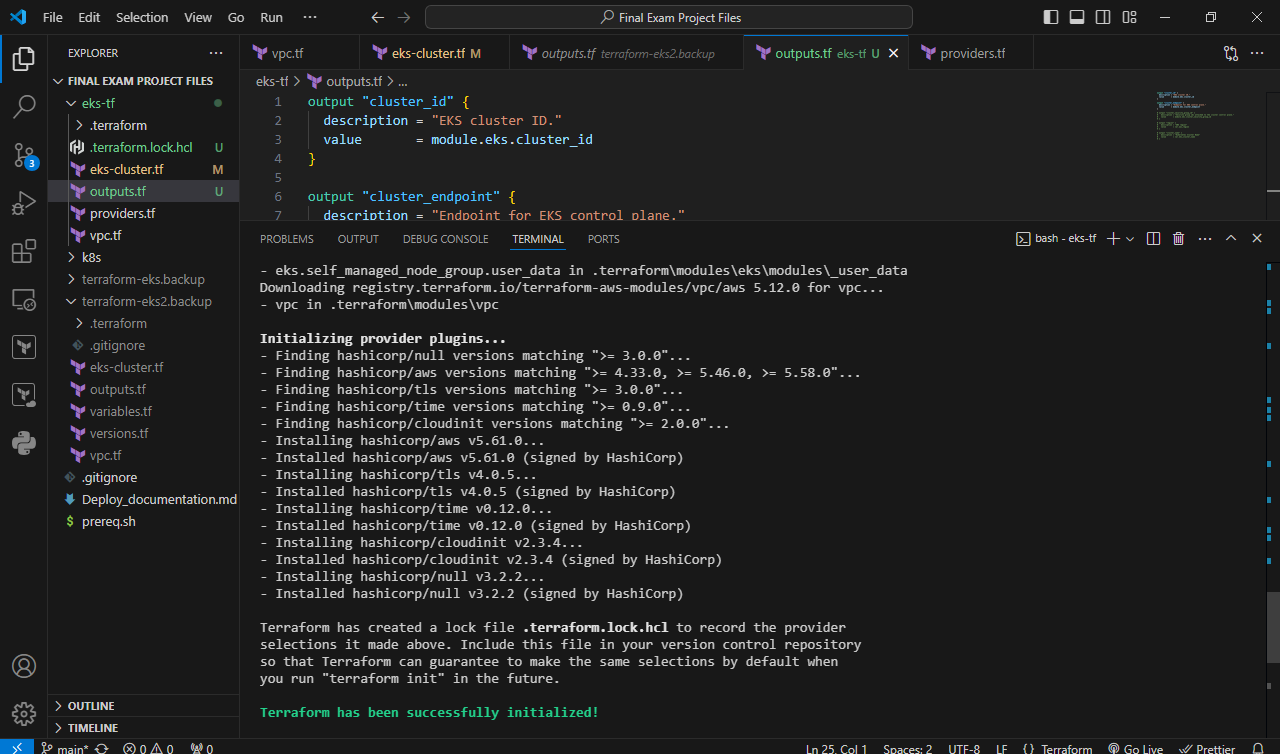 File Edit Selection View Go Run ··· Final Exam Project Files
EXPLORER
FINAL EXAM PROJECT FILES
eks-tf
.terraform
.terraform.lock.hcl U
eks-cluster.tf M
outputs.tf U
providers.tf
vpc.tf
k8s
terraform-eks.backup
terraform-eks2.backup
.terraform
.gitignore
eks-cluster.tf
outputs.tf
variables.tf
versions.tf
vpc.tf
.gitignore
Deploy_documentation.md
$ prereq.sh
OUTLINE
TIMELINE
3
vpc.tf eks-cluster.tf M outputs.tf terraform-eks2.backup outputs.tf eks-tf U providers.tf
eks-tf > outputs.tf > ...
1 output "cluster_id" {
2 description = "EKS cluster ID."
3 value = module.eks.cluster_id
4 }
5
6 output "cluster_endpoint" {
7 description = "Endpoint for EKS control plane."
PROBLEMS OUTPUT DEBUG CONSOLE TERMINAL PORTS bash - eks-tf
- eks.self_managed_node_group.user_data in .terraform\modules\eks\modules\_user_data
Downloading registry.terraform.io/terraform-aws-modules/vpc/aws 5.12.0 for vpc...
- vpc in .terraform\modules\vpc
Initializing provider plugins...
- Finding hashicorp/null versions matching ">= 3.0.0"...
- Finding hashicorp/aws versions matching ">= 4.33.0, >= 5.46.0, >= 5.58.0"...
- Finding hashicorp/tls versions matching ">= 3.0.0"...
- Finding hashicorp/time versions matching ">= 0.9.0"...
- Finding hashicorp/cloudinit versions matching ">= 2.0.0"...
- Installing hashicorp/aws v5.61.0...
- Installed hashicorp/aws v5.61.0 (signed by HashiCorp)
- Installing hashicorp/tls v4.0.5...
- Installed hashicorp/tls v4.0.5 (signed by HashiCorp)
- Installing hashicorp/time v0.12.0...
- Installed hashicorp/time v0.12.0 (signed by HashiCorp)
- Installing hashicorp/cloudinit v2.3.4...
- Installed hashicorp/cloudinit v2.3.4 (signed by HashiCorp)
- Installing hashicorp/null v3.2.2...
- Installed hashicorp/null v3.2.2 (signed by HashiCorp)
Terraform has created a lock file .terraform.lock.hcl to record the provider
selections it made above. Include this file in your version control repository
so that Terraform can guarantee to make the same selections by default when
you run "terraform init" in the future.
Terraform has been successfully initialized!
main* 0 0 0 Ln 25, Col 1 Spaces: 2 UTF-8 LF {} Terraform Go Live Prettier